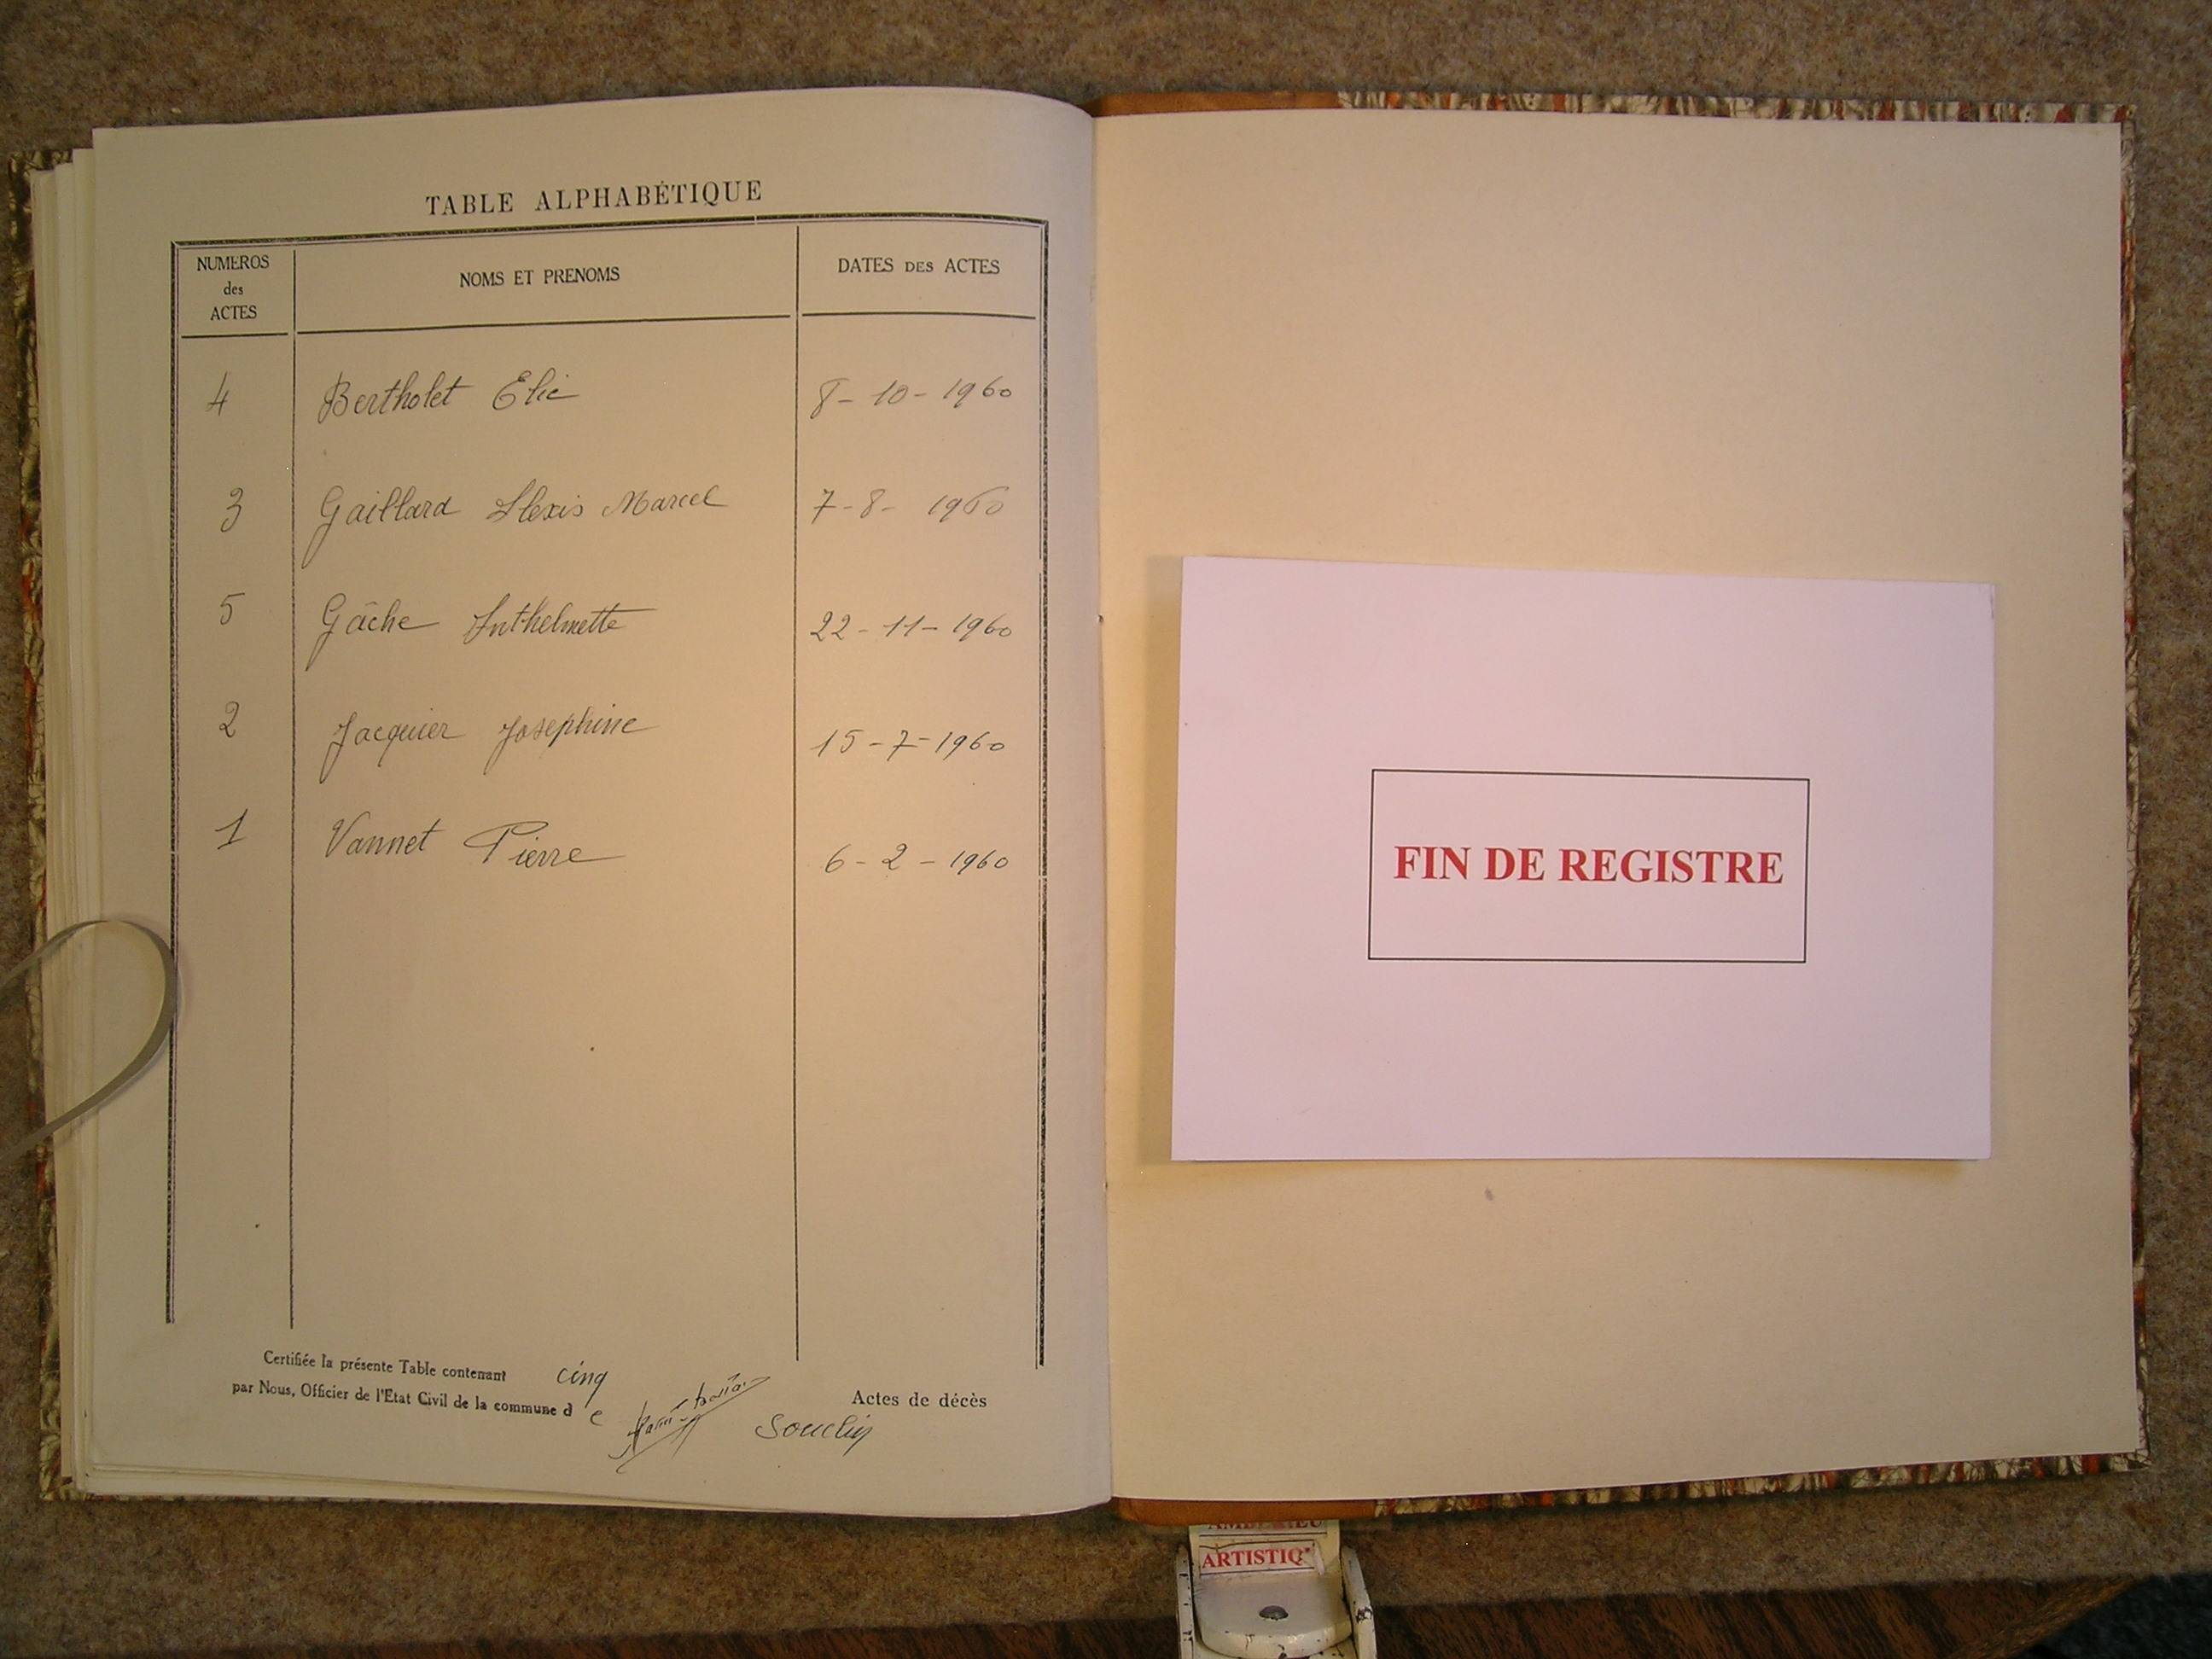 TABLE ALPHABÉTIQUE
NUMEROS
des
ACTES
NOMS ET PRENOMS
DATES DES ACTES
4 Bertholet Elie 8-10-1960
3 Gaillard Alexis Marcel 7-8-1960
5 Gâche Anthelmette 22-11-1960
2 Jacquier Josephine 15-7-1960
1 Vannet Pierre 6-2-1960
Certifiée la présente Table contenant cinq Actes de décès
par Nous, Officier de l'Etat Civil de la commune de Souclin
FIN DE REGISTRE
ARTISTIQ